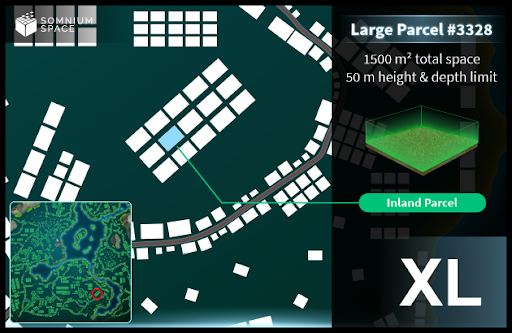 SOMNIUM
SPACE
Large Parcel #3328
1500 m² total space
50 m height & depth limit
Inland Parcel
XL